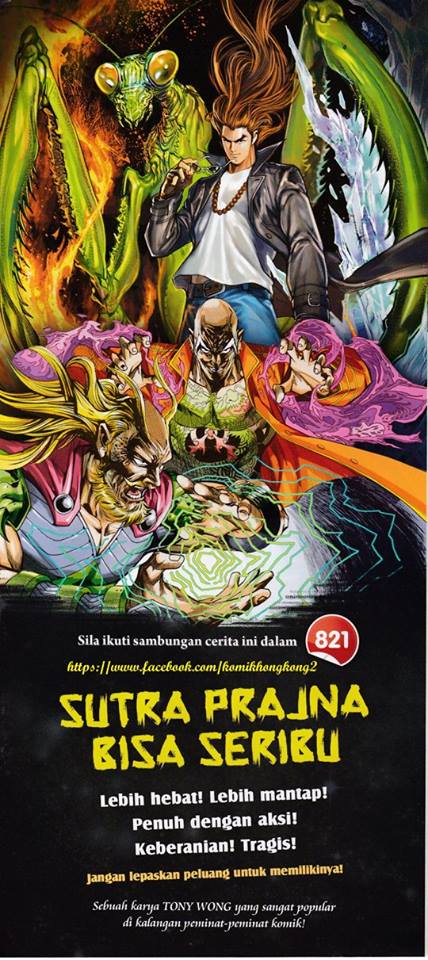 Sila ikuti sambungan cerita ini dalam 821
https://www.facebook.com/komikhongkong2
SUTRA PRAJNA
BISA SERIBU
Lebih hebat! Lebih mantap!
Penuh dengan aksi!
Keberanian! Tragis!
Jangan lepaskan peluang untuk memilikinya!
Sebuah karya TONY WONG yang sangat popular
di kalangan peminat-peminat komik!